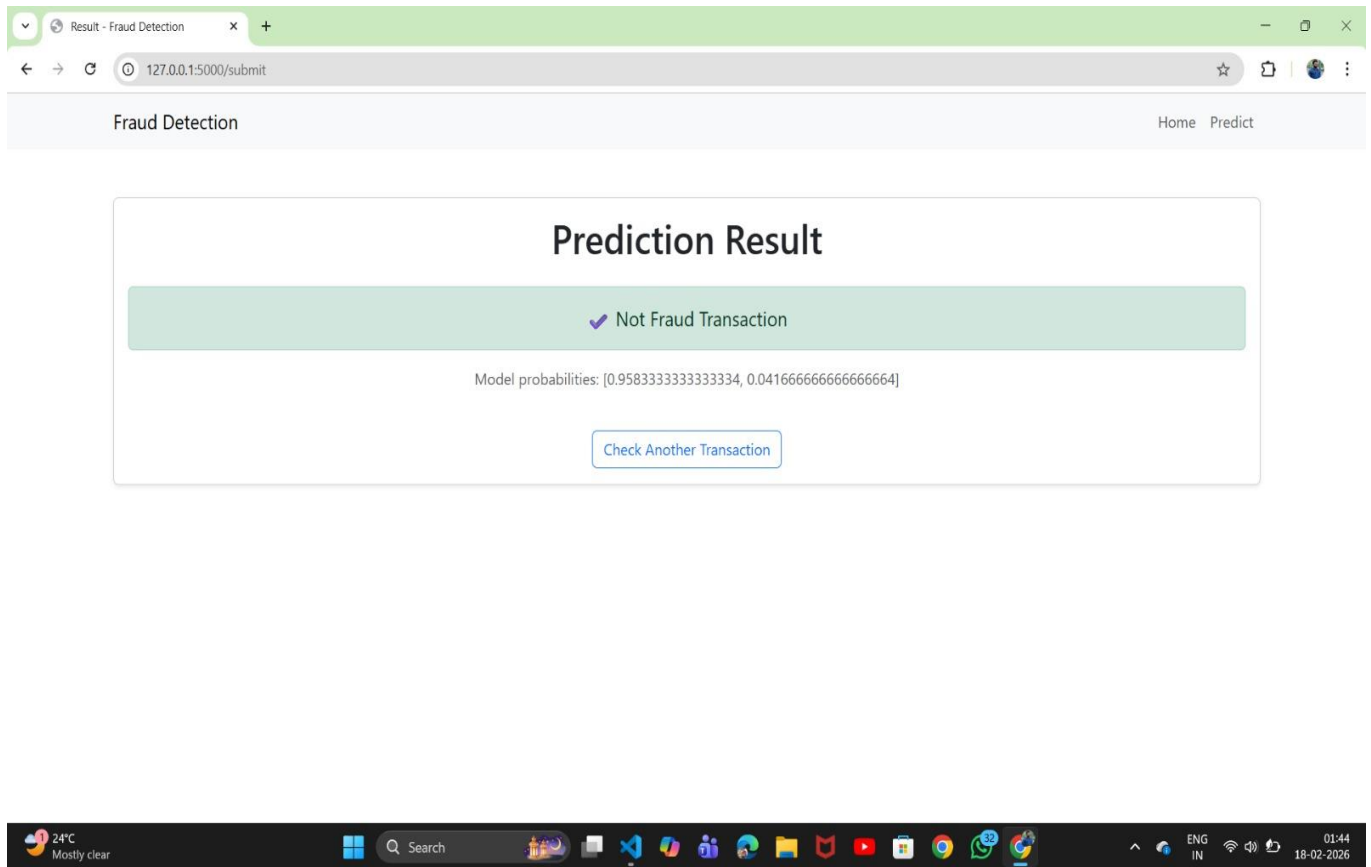 Result - Fraud Detection
127.0.0.1:5000/submit
Fraud Detection
Home Predict
Prediction Result
Not Fraud Transaction
Model probabilities: [0.9583333333333334, 0.041666666666666664]
Check Another Transaction
1
24°C
Mostly clear
Search
32
ENG
IN
01:44
18-02-2026